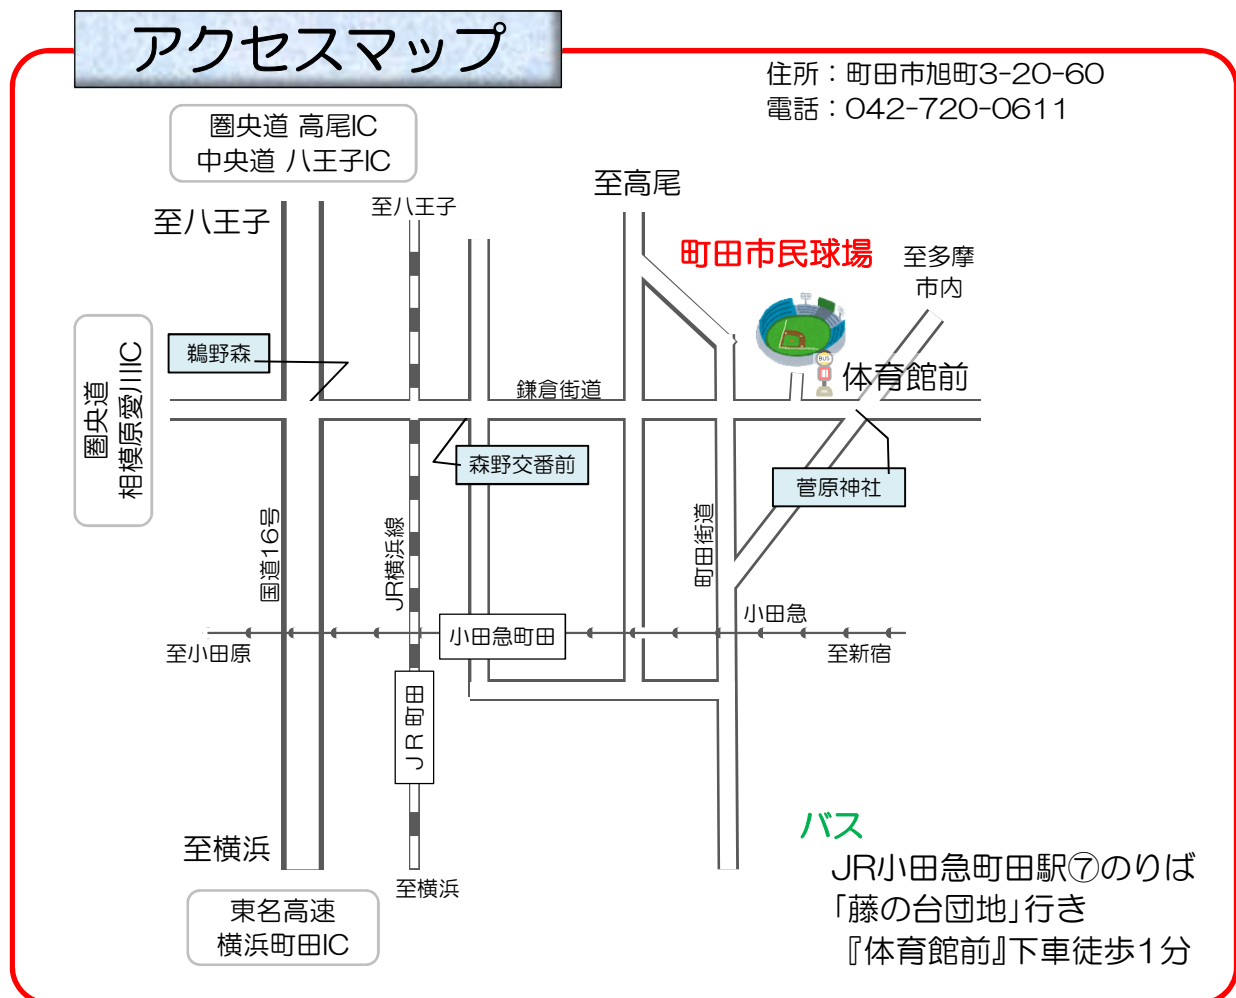 アクセスマップ
住所：町田市旭町3-20-60
電話：042-720-0611
圏央道 高尾IC
中央道 八王子IC
至八王子
至八王子
至高尾
町田市民球場
至多摩
市内
圏央道
相模原愛川IC
鵜野森
BUS
体育館前
鎌倉街道
森野交番前
菅原神社
国道16号
JR横浜線
町田街道
小田急
小田急町田
至小田原
至新宿
JR町田
至横浜
至横浜
東名高速
横浜町田IC
バス
JR小田急町田駅⑦のりば
「藤の台団地」行き
『体育館前』下車徒歩1分